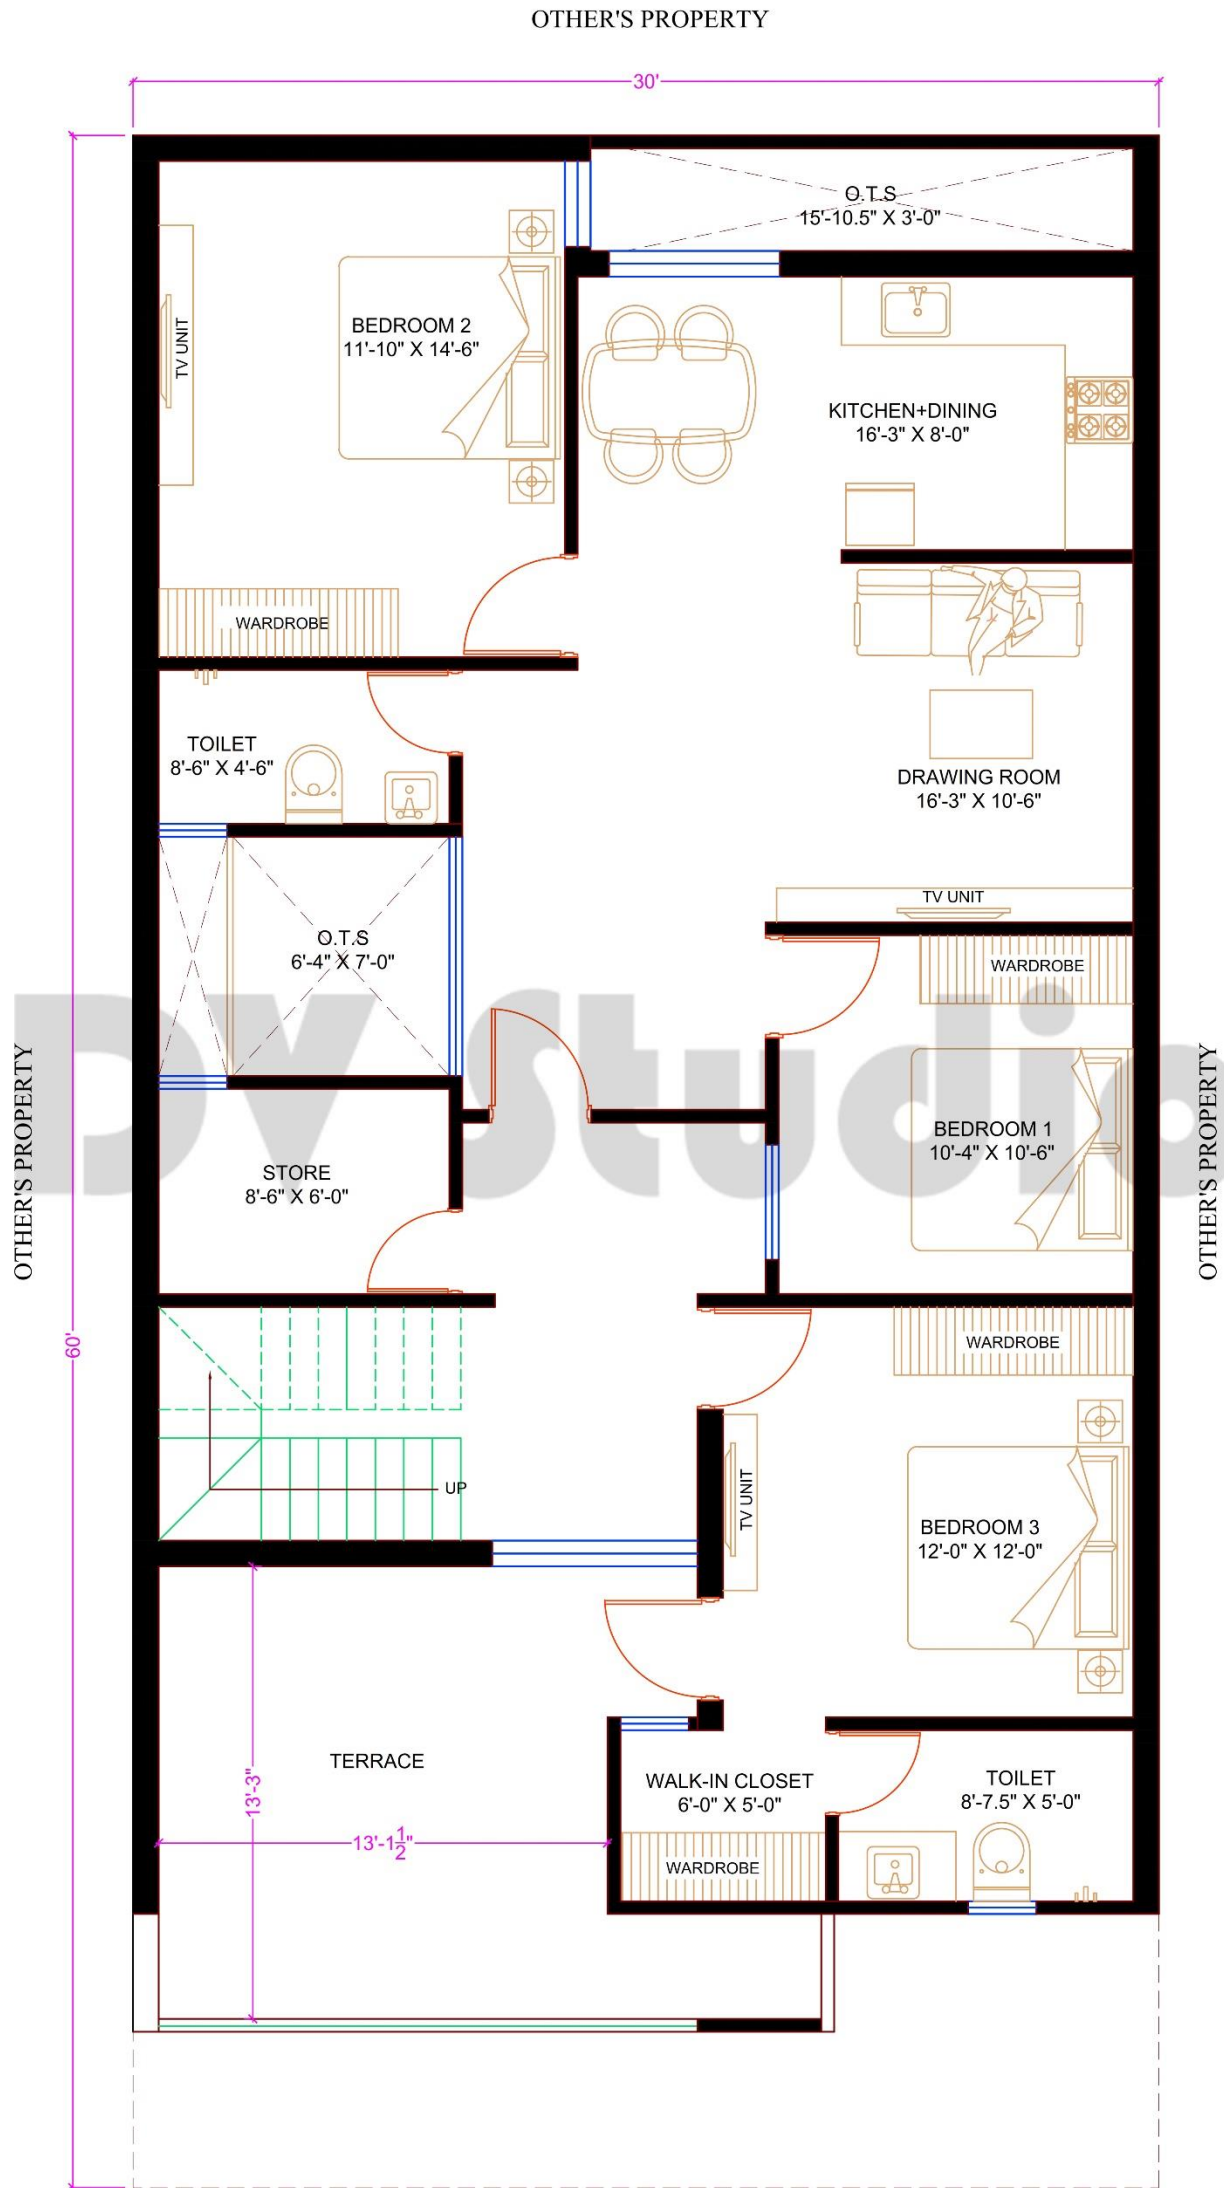 OTHER'S PROPERTY
30'
O.T.S
15'-10.5" X 3'-0"
BEDROOM 2
11'-10" X 14'-6"
TV UNIT
KITCHEN+DINING
16'-3" X 8'-0"
WARDROBE
TOILET
8'-6" X 4'-6"
DRAWING ROOM
16'-3" X 10'-6"
TV UNIT
O.T.S
6'-4" X 7'-0"
WARDROBE
DV Studio
OTHER'S PROPERTY
OTHER'S PROPERTY
BEDROOM 1
10'-4" X 10'-6"
STORE
8'-6" X 6'-0"
60'
WARDROBE
UP
TV UNIT
BEDROOM 3
12'-0" X 12'-0"
TERRACE
13'-3"
13'-1½"
WALK-IN CLOSET
6'-0" X 5'-0"
TOILET
8'-7.5" X 5'-0"
WARDROBE